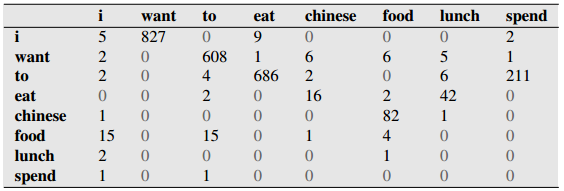 i want to eat chinese food lunch spend
i 5 827 0 9 0 0 0 2
want 2 0 608 1 6 6 5 1
to 2 0 4 686 2 0 6 211
eat 0 0 2 0 16 2 42 0
chinese 1 0 0 0 0 82 1 0
food 15 0 15 0 1 4 0 0
lunch 2 0 0 0 0 1 0 0
spend 1 0 1 0 0 0 0 0